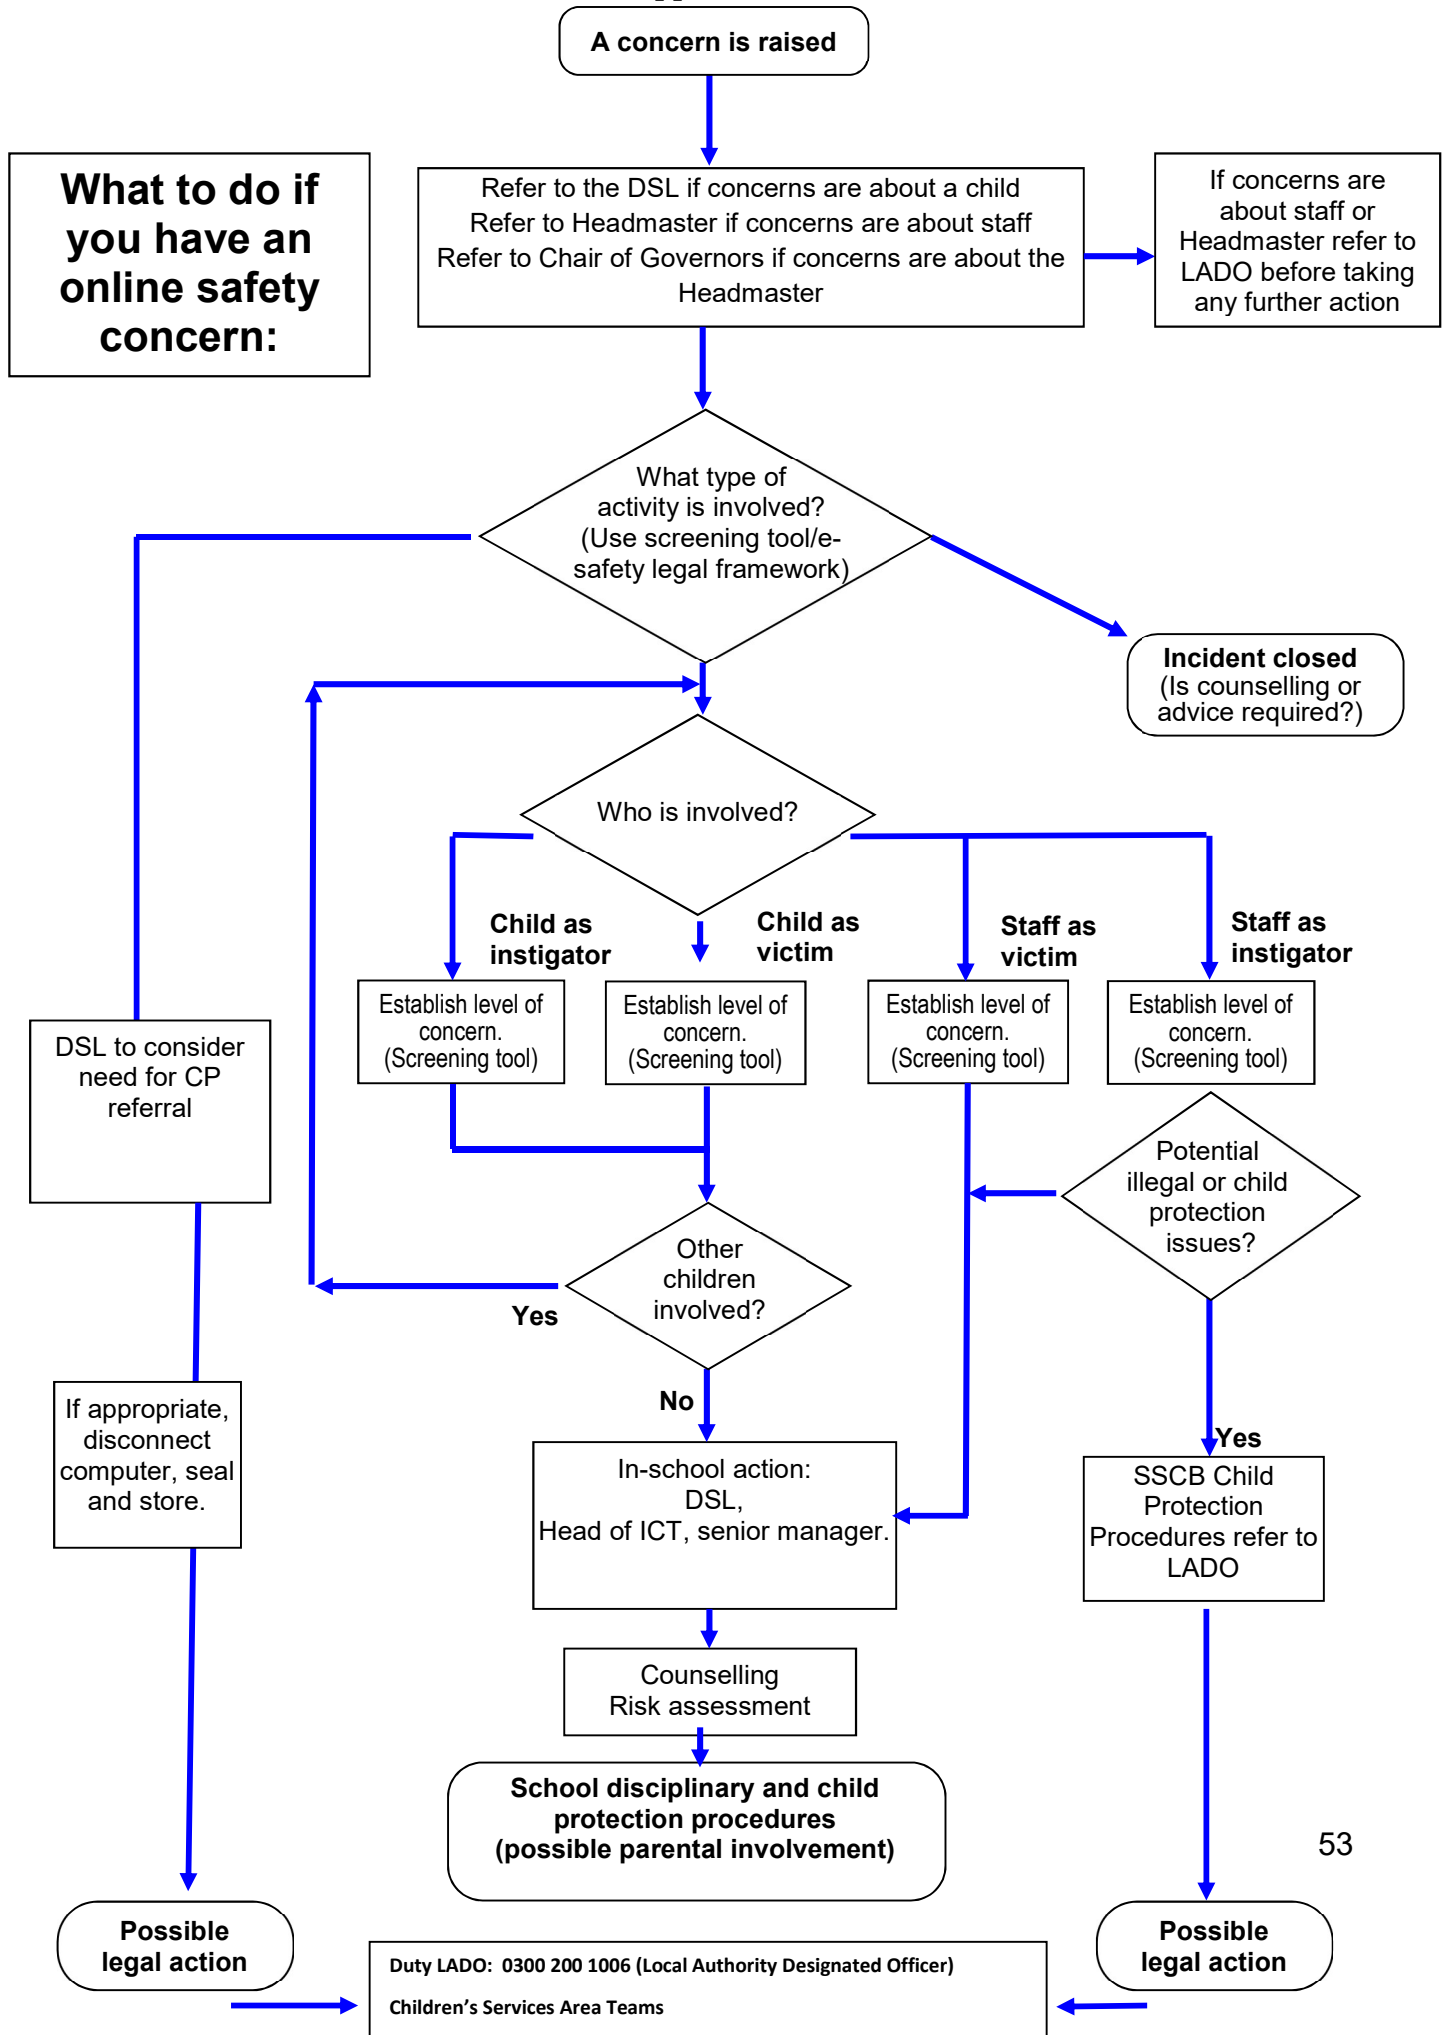 A concern is raised
What to do if
you have an
online safety
concern:
Refer to the DSL if concerns are about a child
Refer to Headmaster if concerns are about staff
Refer to Chair of Governors if concerns are about the
Headmaster
If concerns are
about staff or
Headmaster refer to
LADO before taking
any further action
What type of
activity is involved?
(Use screening tool/e-
safety legal framework)
Incident closed
(Is counselling or
advice required?)
Who is involved?
Child as
instigator
Child as
victim
Staff as
victim
Staff as
instigator
Establish level of
concern.
(Screening tool)
Establish level of
concern.
(Screening tool)
Establish level of
concern.
(Screening tool)
Establish level of
concern.
(Screening tool)
DSL to consider
need for CP
referral
Potential
illegal or child
protection
issues?
Other
children
involved?
Yes
No
If appropriate,
disconnect
computer, seal
and store.
In-school action:
DSL,
Head of ICT, senior manager.
Yes
SSCB Child
Protection
Procedures refer to
LADO
Counselling
Risk assessment
School disciplinary and child
protection procedures
(possible parental involvement)
53
Possible
legal action
Possible
legal action
Duty LADO: 0300 200 1006 (Local Authority Designated Officer)
Children’s Services Area Teams